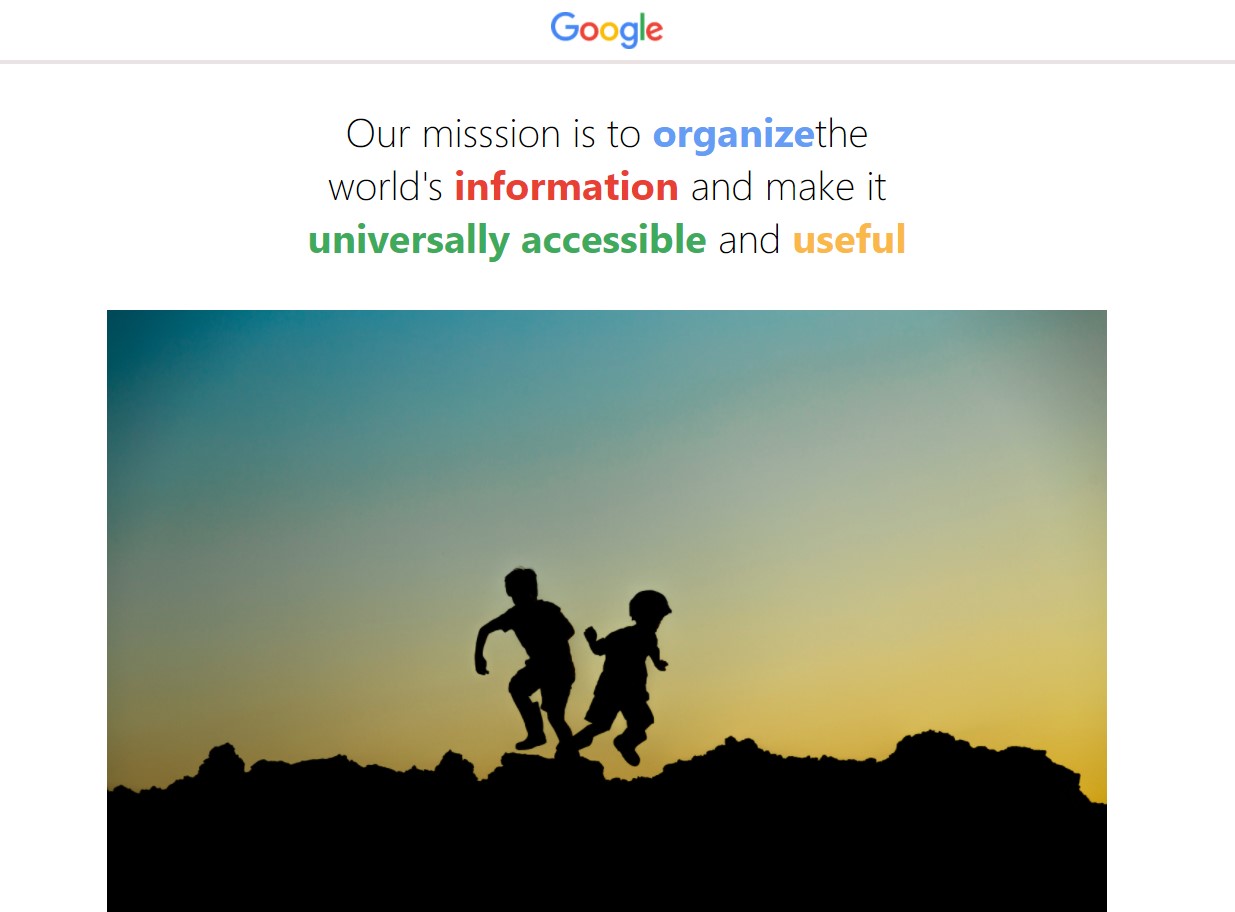 Google
Our misssion is to organizethe
world's information and make it
universally accessible and useful